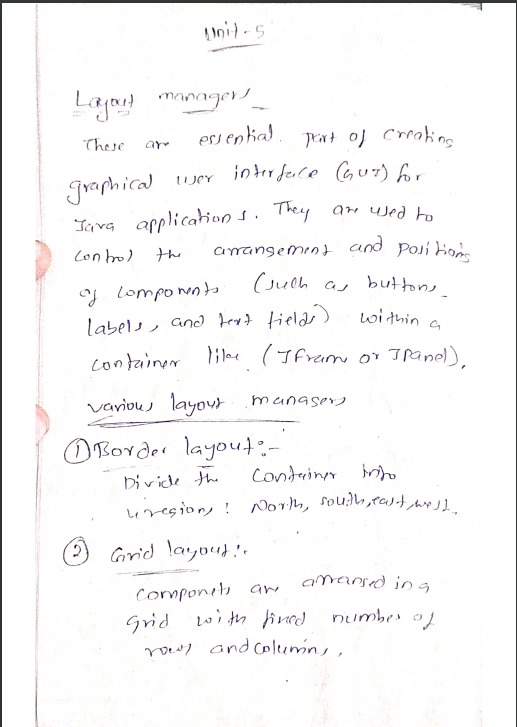 Unit-5
Layout managers
These are essential part of creating
graphical user interface (GUI) for
Java applications. They are used to
control the arrangement and positions
of components (such as buttons,
labels, and text fields) within a
container like (JFrame or JPanel).
various layout managers
① Border layout:-
Divide the container into
4 regions: North, south, east, west.
② Grid layout:
Componets are arranged in a
grid with fixed number of
rows and columns,